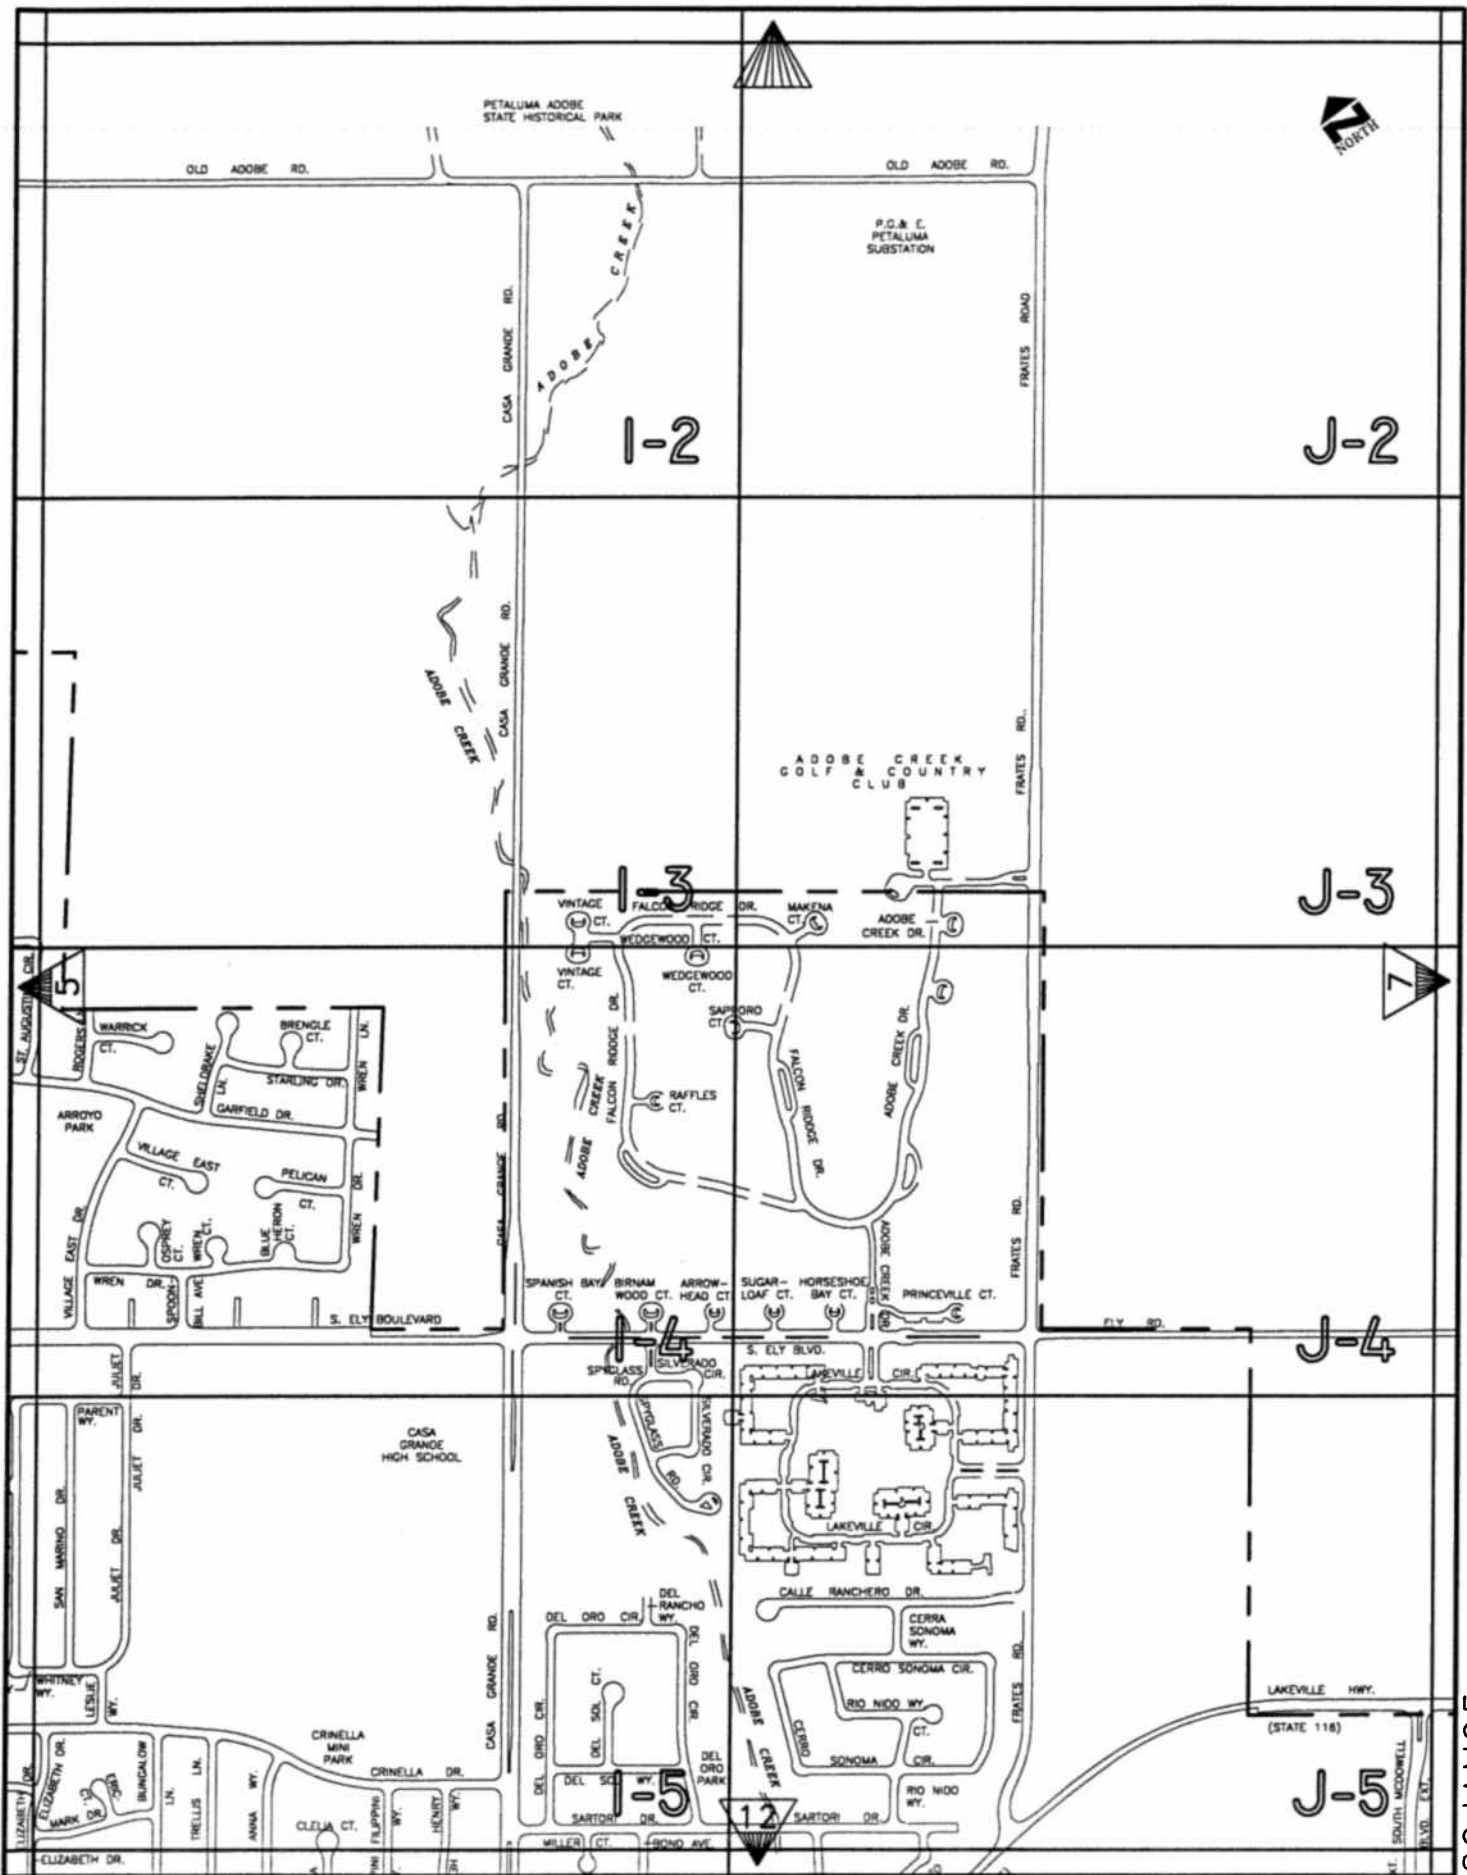 PETALUMA ADOBE
STATE HISTORICAL PARK
NORTH
OLD ADOBE RD.
OLD ADOBE RD.
P.G.& E.
PETALUMA
SUBSTATION
CREEK
ADOBE
CASA GRANDE RD.
FRATES ROAD
I-2
J-2
CASA GRANDE RD.
ADOBE CREEK
FRATES RD.
ADOBE CREEK
GOLF & COUNTRY
CLUB
I-3
J-3
VINTAGE
CT.
FALCON RIDGE DR.
MAKENA
CT.
ADOBE
CREEK DR.
WEDGEWOOD CT.
VINTAGE
CT.
WEDGEWOOD
CT.
5
7
ST. AUGUSTINE CIR.
ROGERS LN.
WARRICK
CT.
SHELDRAKE
LN.
BRENGLE
CT.
WREN LN.
STARLING DR.
GARFIELD DR.
ARROYO
PARK
SAPPORO
CT.
FALCON RIDDGE DR.
FALCON RIDDGE DR.
ADOBE CREEK DR.
ADOBE CREEK
RAFFLES
CT.
CASA GRANDE RD.
VILLAGE EAST
CT.
PELICAN
CT.
VILLAGE EAST DR.
OSPREY
CT.
WREN
CT.
BLUE
HERON
CT.
WREN DR.
WREN DR.
SPOON-
BILL AVE.
S. ELY BOULEVARD
FRATES RD.
ADOBE CREEK DR.
SPANISH BAY
CT.
BIRNAM
WOOD CT.
ARROW-
HEAD CT.
SUGAR-
LOAF CT.
HORSESHOE
BAY CT.
PRINCEVILLE CT.
ELY RD.
I-4
J-4
S. ELY BLVD.
JULIET
DR.
SPYGLASS
RD.
SILVERADO
CIR.
LAKEVILLE CIR.
PARENT
WY.
JULIET DR.
SPYGLASS
RD.
SILVERADO CIR.
CASA
GRANDE
HIGH SCHOOL
ADOBE CREEK
SAN MARINO DR.
JULIET DR.
LAKEVILLE CIR.
CALLE RANCHERO DR.
DEL
RANCHO
WY.
DEL ORO CIR.
CERRA
SONOMA
WY.
CASA GRANDE RD.
DEL ORO CIR.
DEL ORO CIR.
DEL SOL CT.
CERRO SONOMA CIR.
FRATES RD.
WHITNEY
WY.
LESLIE
WY.
RIO NIDO WY.
CT.
ADOBE CREEK
CERRO
SONOMA CIR.
LAKEVILLE HWY.
(STATE 116)
CRINELLA
MINI
PARK
CRINELLA DR.
DEL SOL WY.
DEL
ORO
PARK
RIO NIDO
WY.
I-5
J-5
SOUTH MCDOWELL
BLVD. EXT.
ELIZABETH DR.
ELIZABETH DR.
ERIC
CT.
MARK DR.
BUNGALOW
LN.
TRELLIS LN.
ANNA WY.
CLELIA CT.
FILIPPINI
WY.
HENRY
WY.
SARTORI DR.
12
SARTORI DR.
MILLER CT.
BOND AVE.
ELIZABETH DR.